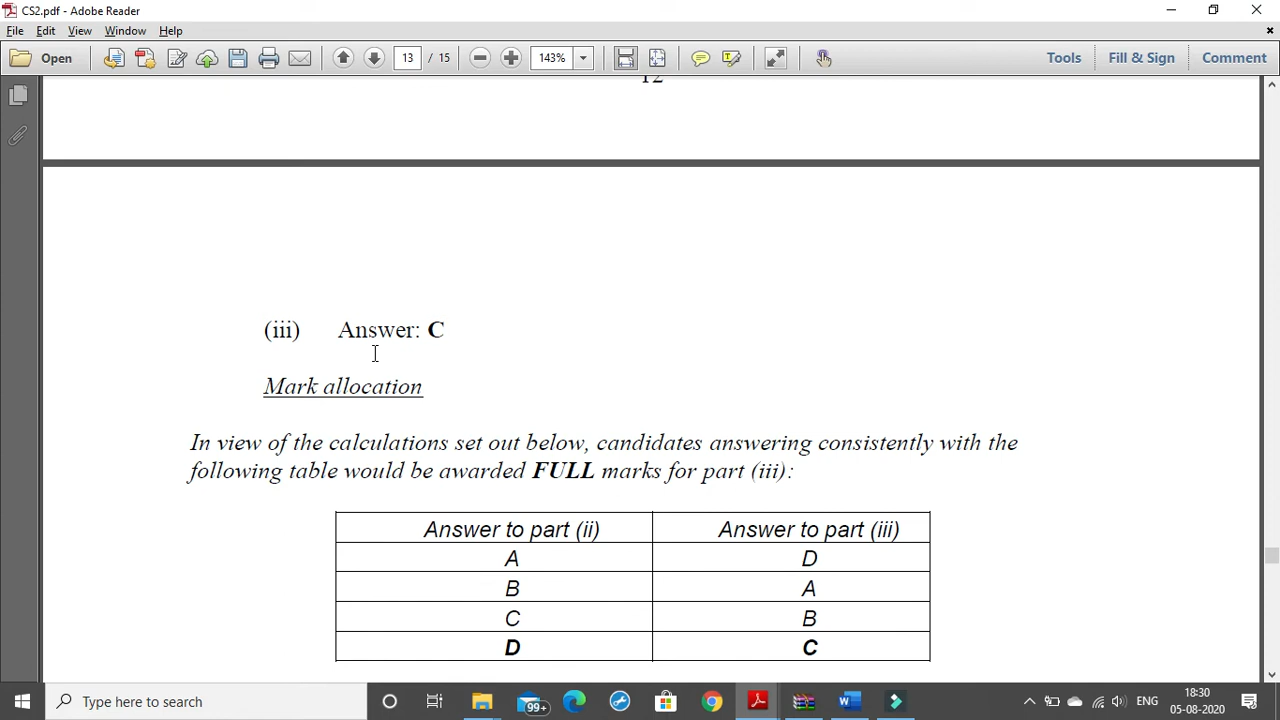 CS2.pdf - Adobe Reader
File Edit View Window Help
Open 13 / 15 143% Tools Fill & Sign Comment
12
(iii) Answer: C
Mark allocation
In view of the calculations set out below, candidates answering consistently with the
following table would be awarded FULL marks for part (iii):
Answer to part (ii) Answer to part (iii)
A D
B A
C B
D C
Type here to search 99+ ENG 18:30
05-08-2020